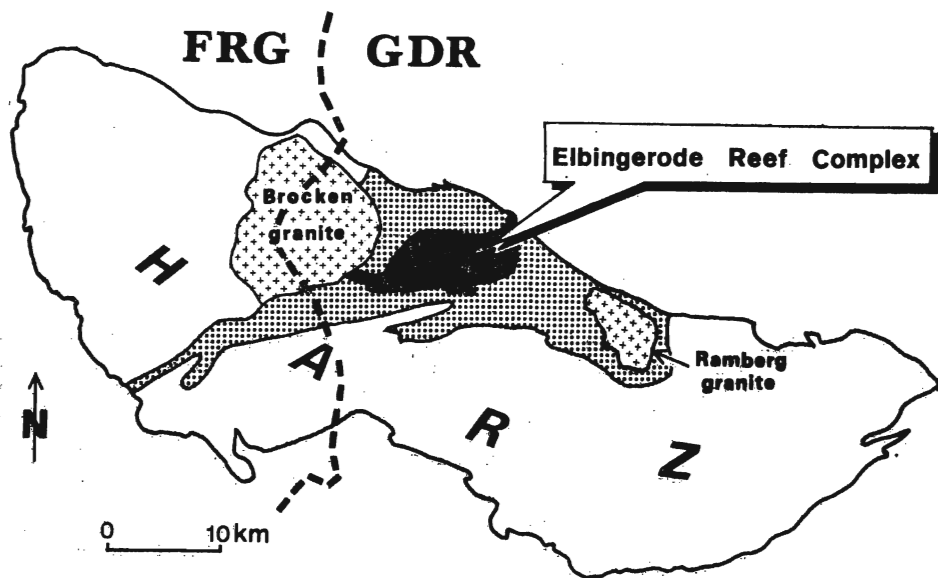 FRG GDR
Elbingerode Reef Complex
Brocken
granite
H
A
R
Z
Ramberg
granite
N
0 10km